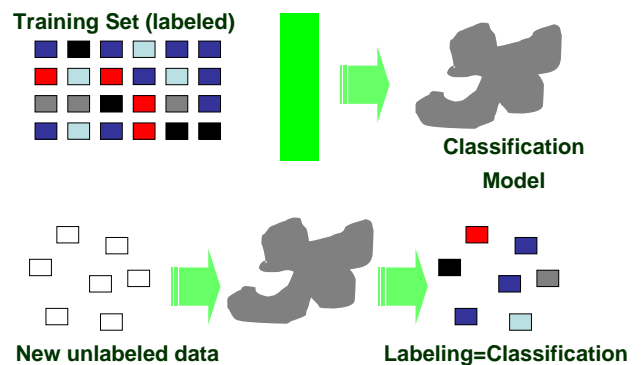 Training Set (labeled)
Classification
Model
New unlabeled data
Labeling=Classification